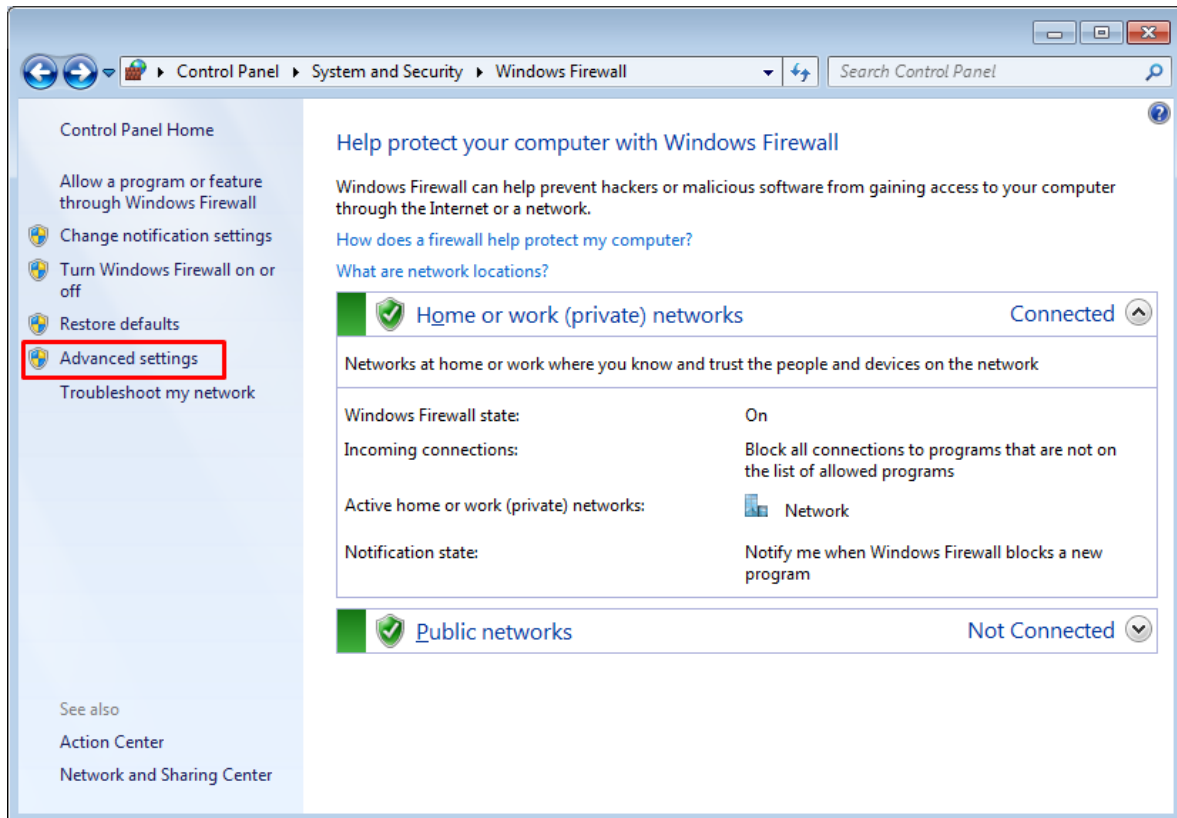 Control Panel System and Security Windows Firewall Search Control Panel
Control Panel Home
Allow a program or feature
through Windows Firewall
Change notification settings
Turn Windows Firewall on or
off
Restore defaults
Advanced settings
Troubleshoot my network
See also
Action Center
Network and Sharing Center
Help protect your computer with Windows Firewall
Windows Firewall can help prevent hackers or malicious software from gaining access to your computer
through the Internet or a network.
How does a firewall help protect my computer?
What are network locations?
Home or work (private) networks Connected
Networks at home or work where you know and trust the people and devices on the network
Windows Firewall state: On
Incoming connections: Block all connections to programs that are not on
the list of allowed programs
Active home or work (private) networks: Network
Notification state: Notify me when Windows Firewall blocks a new
program
Public networks Not Connected